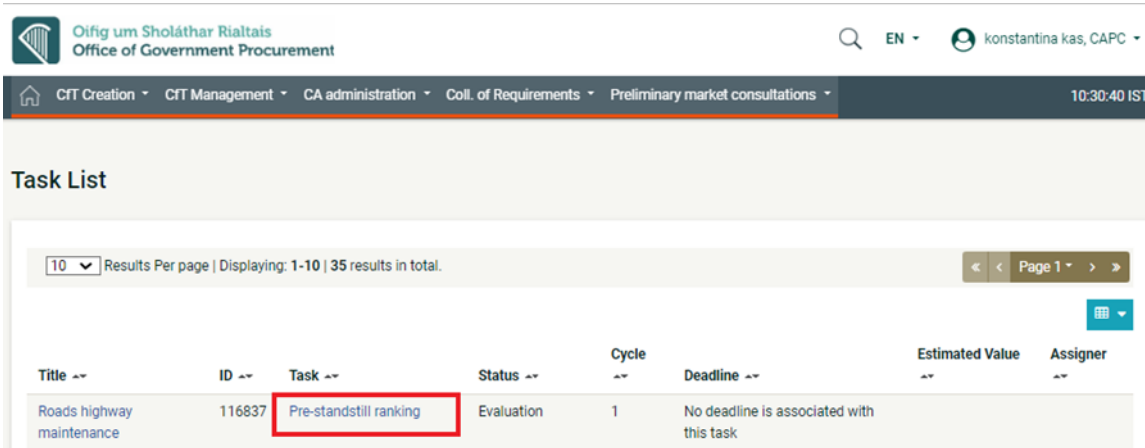 Oifig um Sholáthar Rialtais
Office of Government Procurement
EN
konstantina kas, CAPC
CfT Creation CfT Management CA administration Coll. of Requirements Preliminary market consultations 10:30:40 IST
Task List
10 Results Per page | Displaying: 1-10 | 35 results in total.
« < Page 1 > »
Title ID Task Status Cycle Deadline Estimated Value Assigner
Roads highway maintenance 116837 Pre-standstill ranking Evaluation 1 No deadline is associated with this task